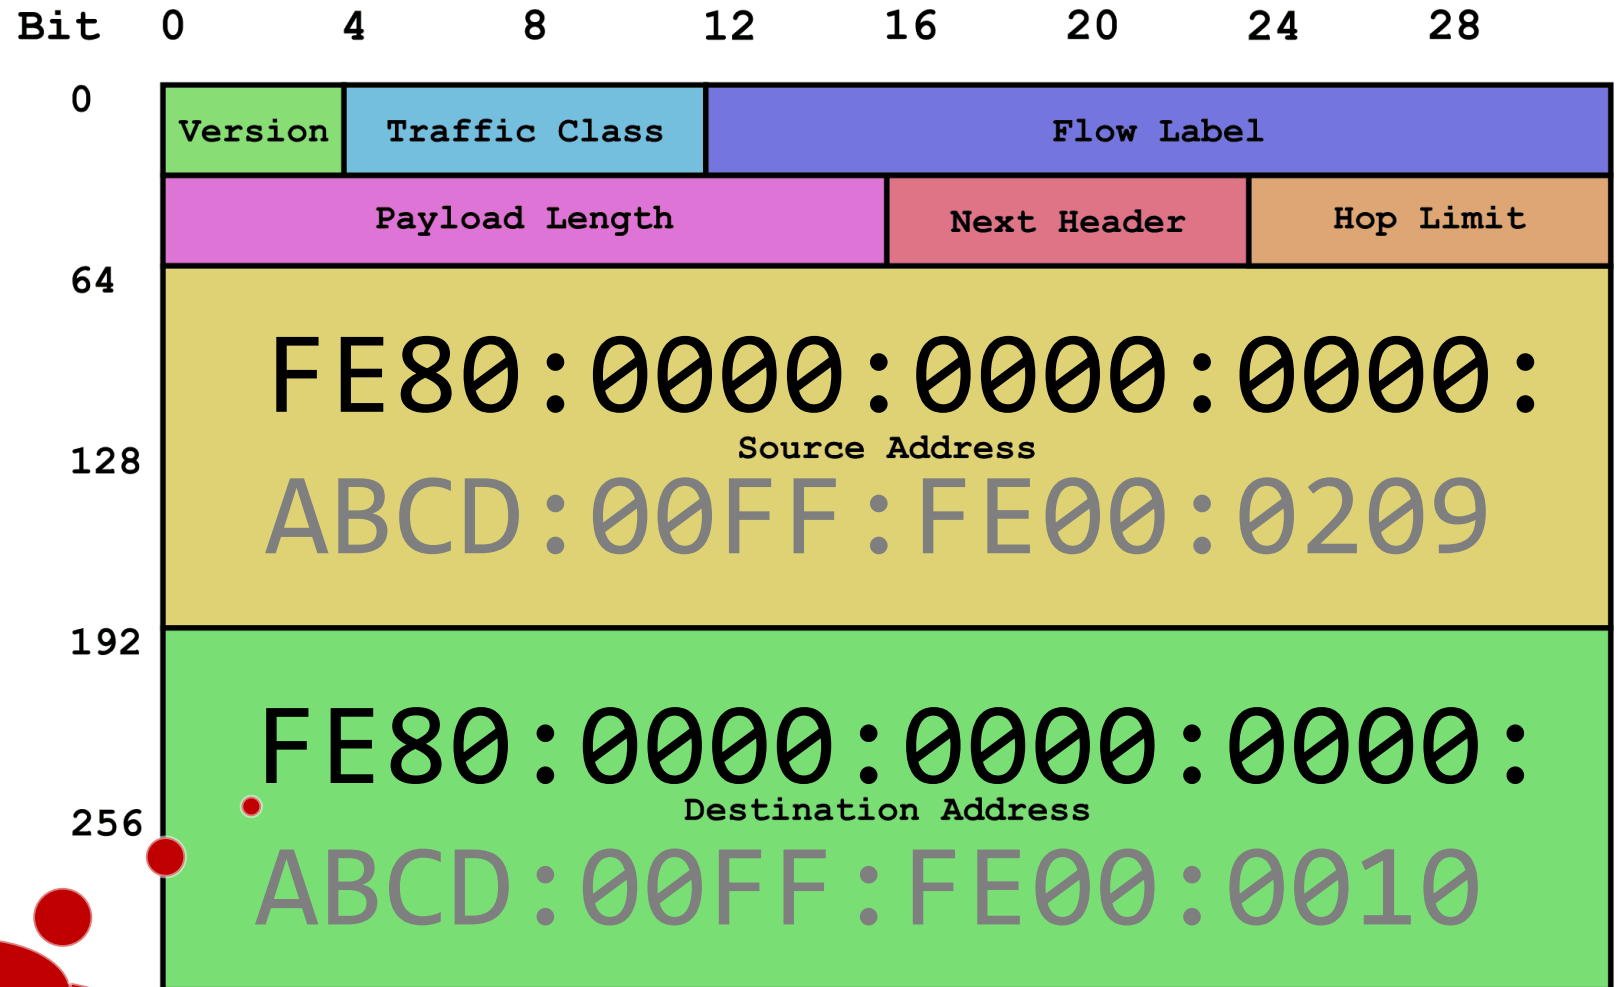 Bit 0 4 8 12 16 20 24 28
0
Version Traffic Class Flow Label
Payload Length Next Header Hop Limit
64
FE80:0000:0000:0000:
Source Address
128
ABCD:00FF:FE00:0209
192
FE80:0000:0000:0000:
Destination Address
256
ABCD:00FF:FE00:0010